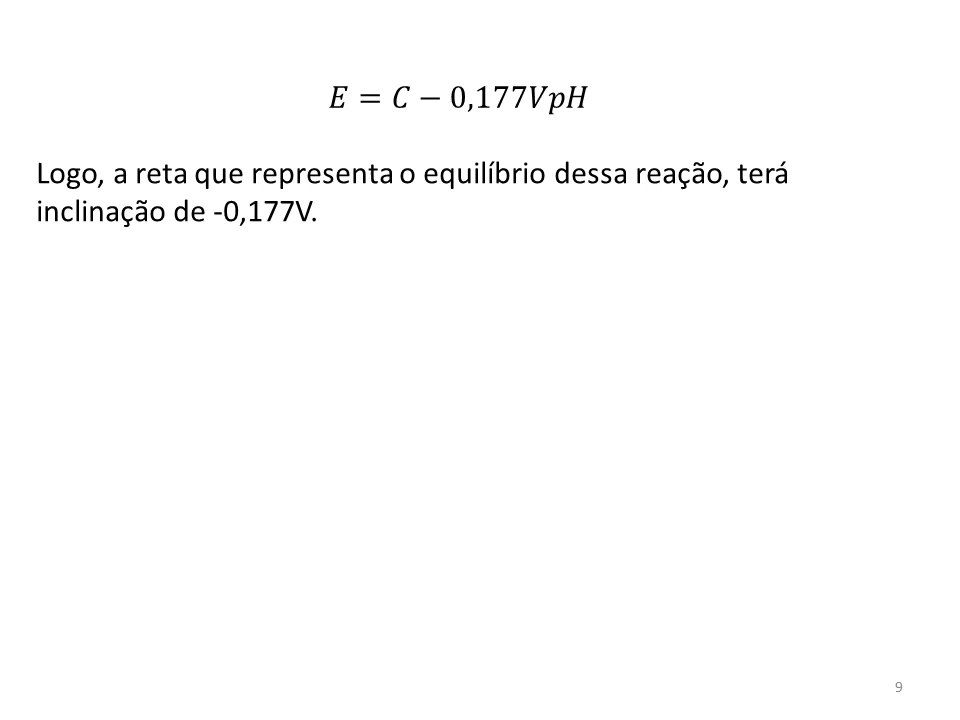 E = C − 0,177VpH
Logo, a reta que representa o equilíbrio dessa reação, terá
inclinação de -0,177V.
9